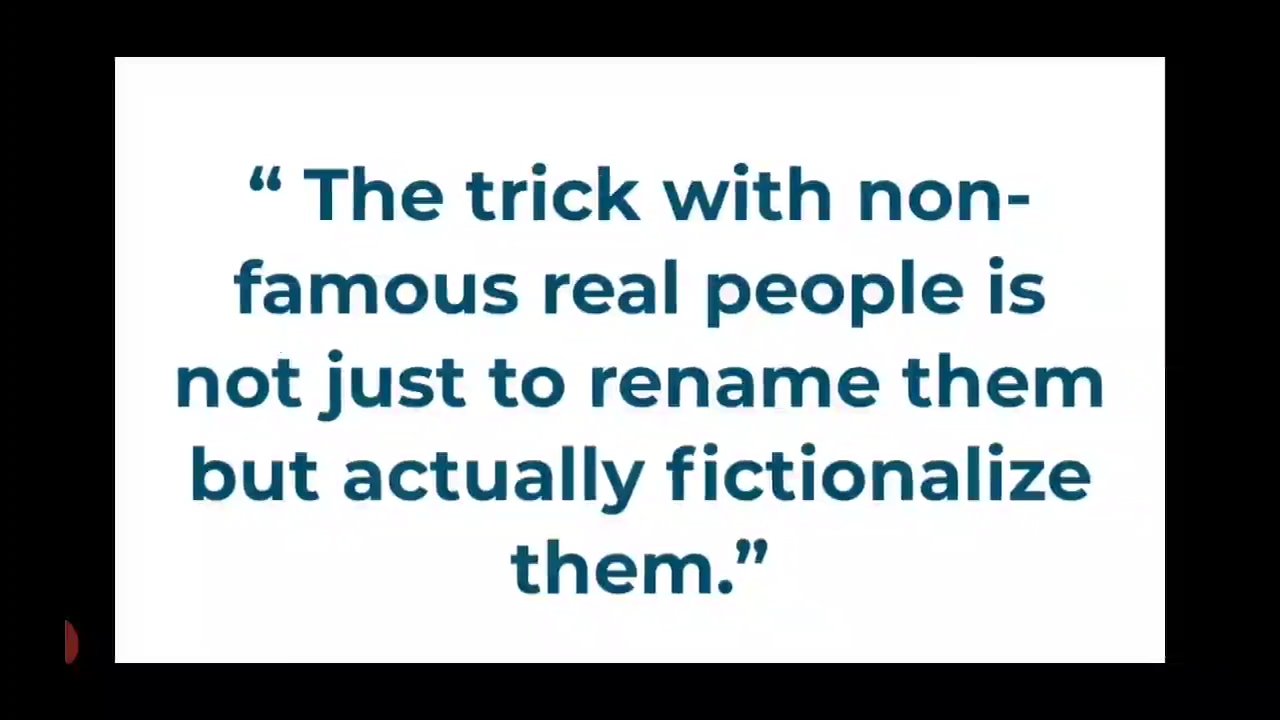 “ The trick with non-
famous real people is
not just to rename them
but actually fictionalize
them.”